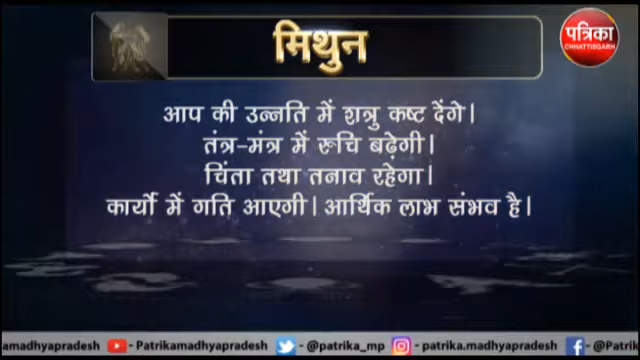 मिथुन
पत्रिका
CHHATTISGARH
आप की उन्नति में शत्रु कष्ट देंगे।
तंत्र-मंत्र में रूचि बढ़ेगी।
चिंता तथा तनाव रहेगा।
कार्यो में गति आएगी। आर्थिक लाभ संभव है।
kamadhyapradesh - Patrikamadhyapradesh - @patrika_mp - patrika.madhyapradesh - @Patri